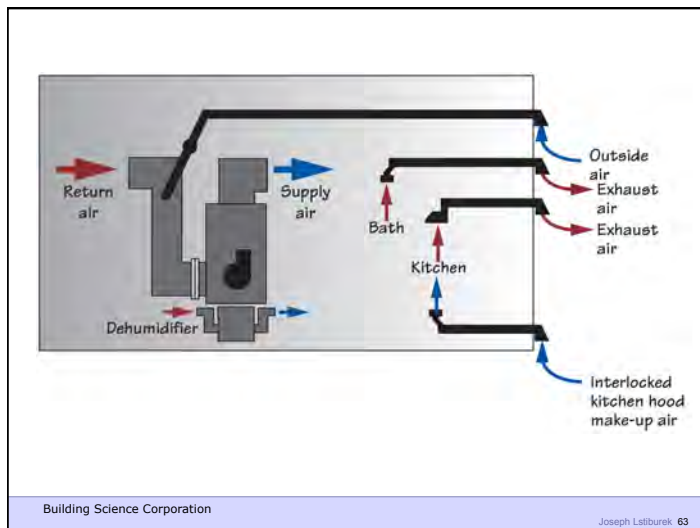 Return
air
Supply
air
Dehumidifier
Bath
Kitchen
Outside
air
Exhaust
air
Exhaust
air
Interlocked
kitchen hood
make-up air
Building Science Corporation
Joseph Lstiburek 63